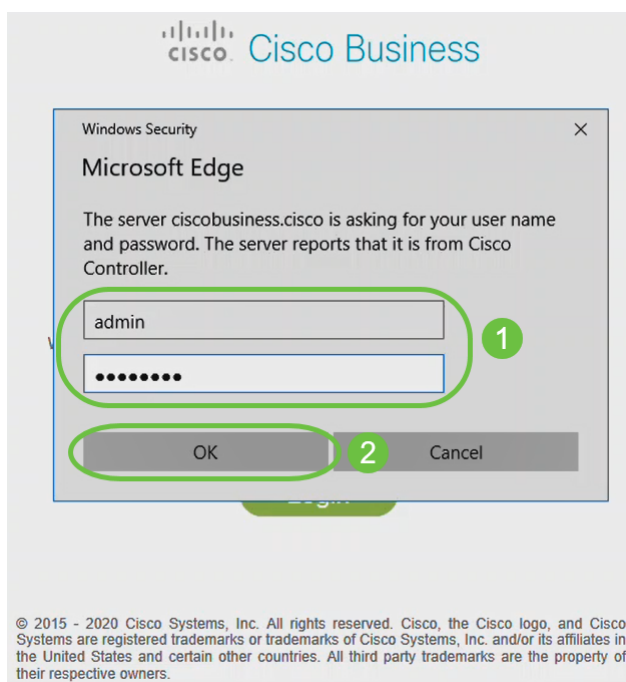 cisco. Cisco Business
Windows Security
Microsoft Edge
The server ciscobusiness.cisco is asking for your user name
and password. The server reports that it is from Cisco
Controller.
admin
1
••••••••
OK
2
Cancel
Login
© 2015 - 2020 Cisco Systems, Inc. All rights reserved. Cisco, the Cisco logo, and Cisco
Systems are registered trademarks or trademarks of Cisco Systems, Inc. and/or its affiliates in
the United States and certain other countries. All third party trademarks are the property of
their respective owners.